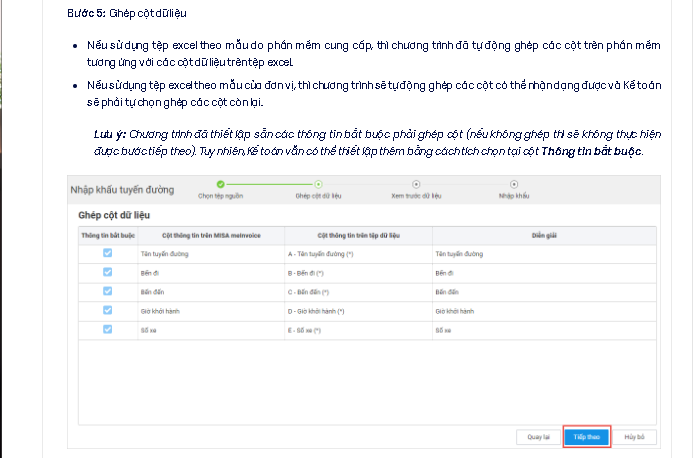 Bước 5: Ghép cột dữ liệu
Nếu sử dụng tệp excel theo mẫu do phần mềm cung cấp, thì chương trình đã tự động ghép các cột trên phần mềm
tương ứng với các cột dữ liệu trên tệp excel.
Nếu sử dụng tệp excel theo mẫu của đơn vị, thì chương trình sẽ tự động ghép các cột có thể nhận dạng được và Kế toán
sẽ phải tự chọn ghép các cột còn lại.
Lưu ý: Chương trình đã thiết lập sẵn các thông tin bắt buộc phải ghép cột (nếu không ghép thì sẽ không thực hiện
được bước tiếp theo). Tuy nhiên, Kế toán vẫn có thể thiết lập thêm bằng cách tích chọn tại cột Thông tin bắt buộc.
Nhập khẩu tuyến đường
Chọn tệp nguồn Ghép cột dữ liệu Xem trước dữ liệu Nhập khẩu
Ghép cột dữ liệu
Thông tin bắt buộc Cột thông tin trên MISA meInvoice Cột thông tin trên tệp dữ liệu Diễn giải
Tên tuyến đường A - Tên tuyến đường (*) Tên tuyến đường
Bến đi B - Bến đi (*) Bến đi
Bến đến C - Bến đến (*) Bến đến
Giờ khởi hành D - Giờ khởi hành (*) Giờ khởi hành
Số xe E - Số xe (*) Số xe
Quay lại Tiếp theo Hủy bỏ